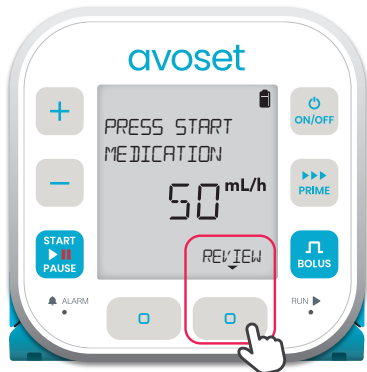 avoset
ON/OFF
PRESS START
MEDICATION
50 mL/h
PRIME
START
PAUSE
REVIEW
BOLUS
ALARM
RUN